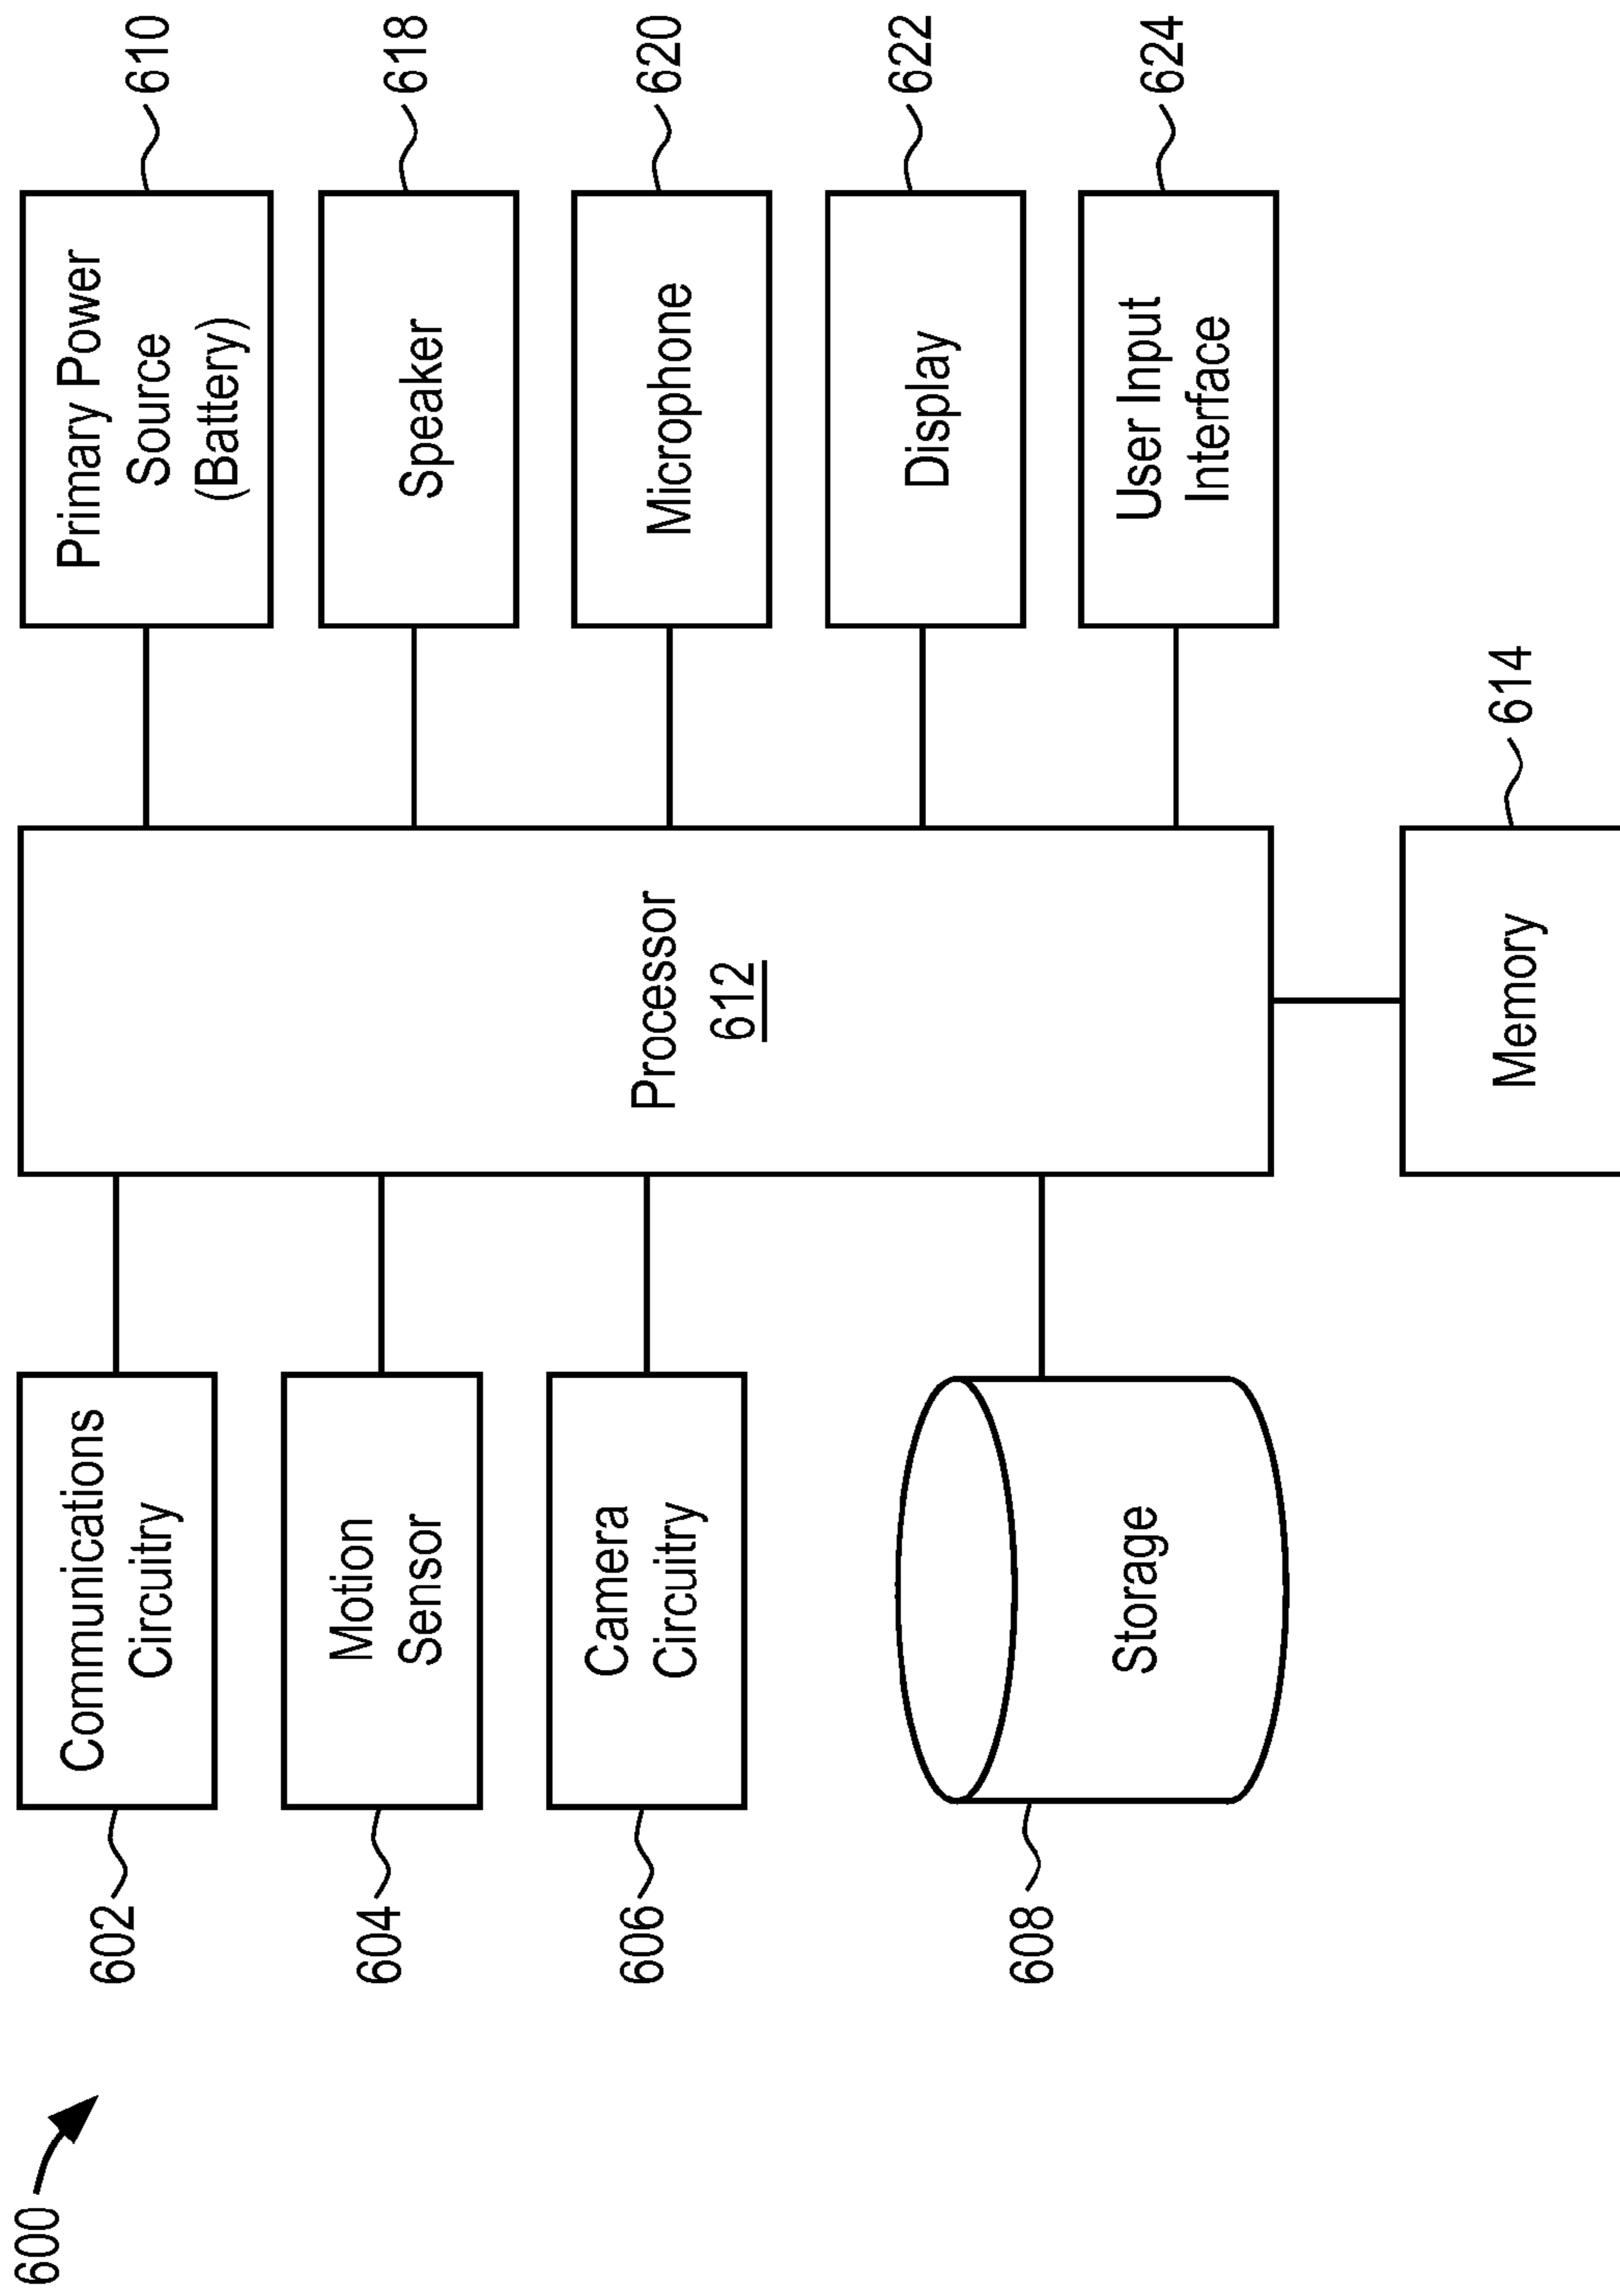 600
602
Communications
Circuitry
604
Motion
Sensor
606
Camera
Circuitry
608
Storage
Processor
612
Primary Power
Source
(Battery)
610
Speaker
618
Microphone
620
Display
622
User Input
Interface
624
Memory
614